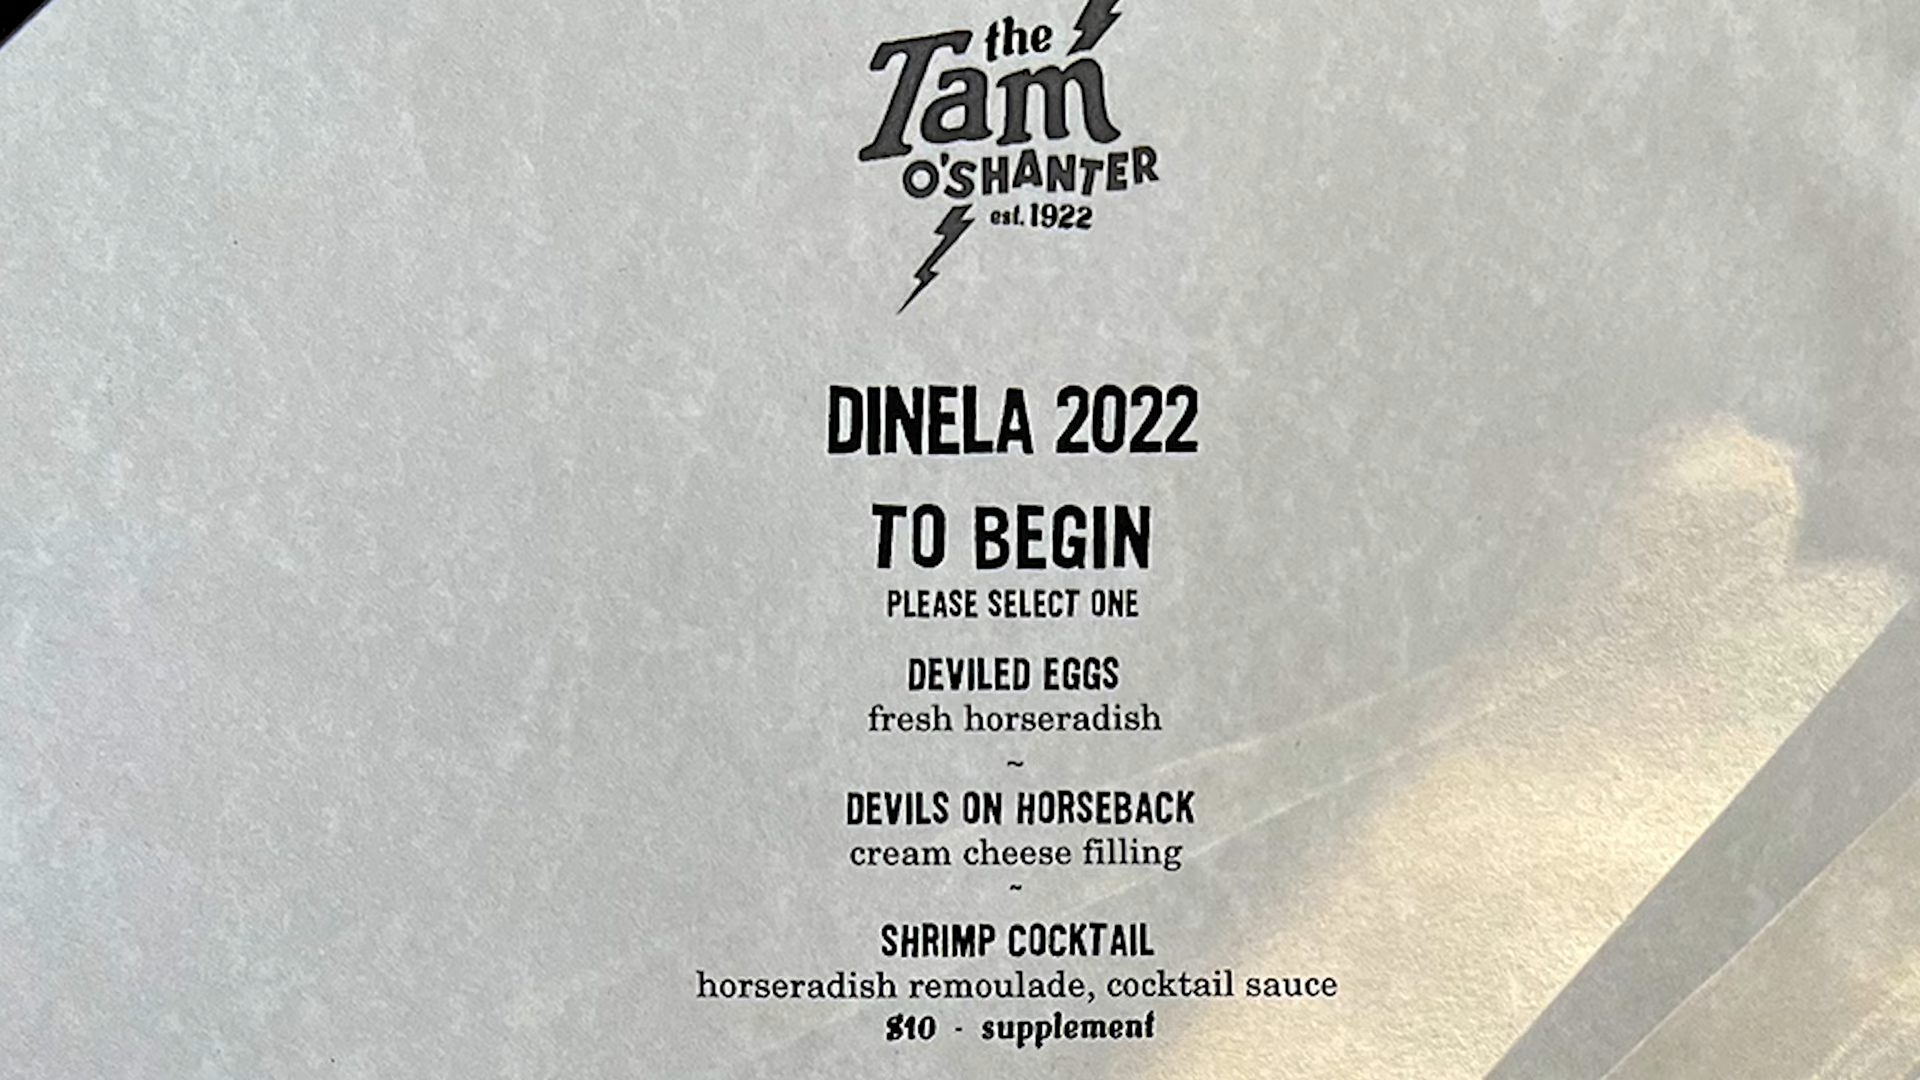 the
Tam
O'SHANTER
est. 1922
DINELA 2022
TO BEGIN
PLEASE SELECT ONE
DEVILED EGGS
fresh horseradish
~
DEVILS ON HORSEBACK
cream cheese filling
~
SHRIMP COCKTAIL
horseradish remoulade, cocktail sauce
$10 - supplement